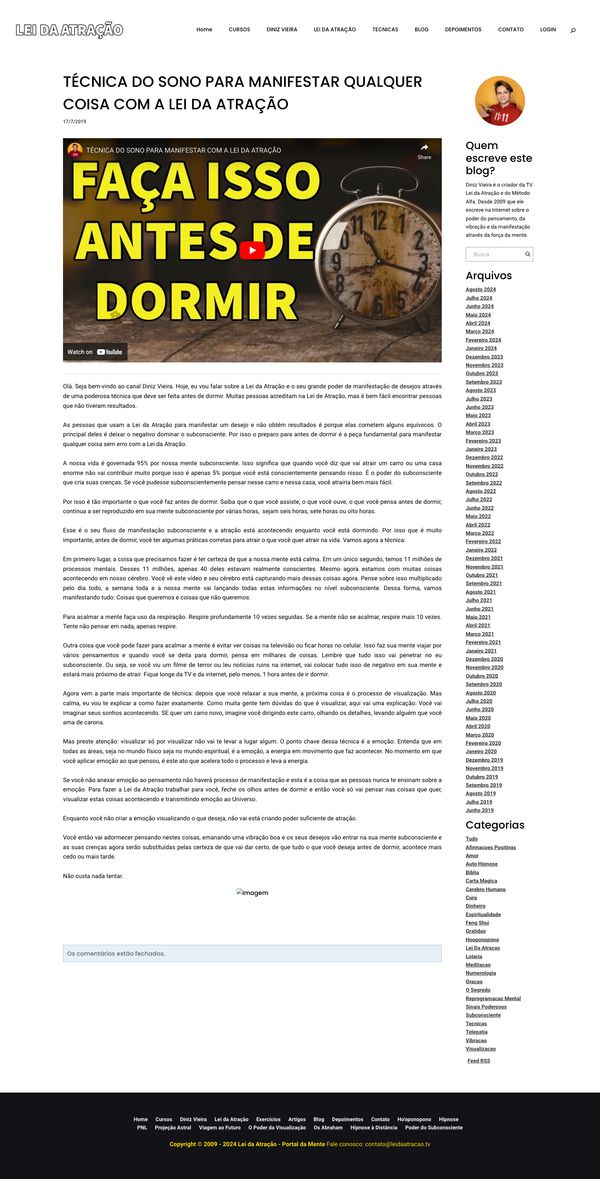 LEI DA ATRAÇÃO
Home CURSOS DINIZ VIEIRA LEI DA ATRAÇÃO TECNICAS BLOG DEPOIMENTOS CONTATO LOGIN
TÉCNICA DO SONO PARA MANIFESTAR QUALQUER
COISA COM A LEI DA ATRAÇÃO
17/7/2019
TÉCNICA DO SONO PARA MANIFESTAR COM A LEI DA ATRAÇÃO
Share
FAÇA ISSO
ANTES DE
DORMIR
Watch on YouTube
Olá. Seja bem-vindo ao canal Diniz Vieira. Hoje, eu vou falar sobre a Lei da Atração e o seu grande poder de manifestação de desejos através
de uma poderosa técnica que deve ser feita antes de dormir. Muitas pessoas acreditam na Lei de Atração, mas é bem fácil encontrar pessoas
que não tiveram resultados.
As pessoas que usam a Lei da Atração para manifestar um desejo e não obtém resultados é porque elas cometem alguns equívocos. O
principal deles é deixar o negativo dominar o subconsciente. Por isso o preparo para antes de dormir é a peça fundamental para manifestar
qualquer coisa sem erro com a Lei da Atração.
A nossa vida é governada 95% por nossa mente subconsciente. Isso significa que quando você diz que vai atrair um carro ou uma casa
enorme não vai contribuir muito porque isso é apenas 5% porque você está conscientemente pensando nisso. É o poder do subconsciente
que cria suas crenças. Se você pudesse subconscientemente pensar nesse carro e nessa casa, você atrairia bem mais fácil.
Por isso é tão importante o que você faz antes de dormir. Saiba que o que você assiste, o que você ouve, o que você pensa antes de dormir,
continua a ser reproduzido em sua mente subconsciente por várias horas, sejam seis horas, sete horas ou oito horas.
Esse é o seu fluxo de manifestação subconsciente e a atração está acontecendo enquanto você está dormindo. Por isso que é muito
importante, antes de dormir, você ter algumas práticas corretas para atrair o que você quer atrair na vida. Vamos agora a técnica:
Em primeiro lugar, a coisa que precisamos fazer é ter certeza de que a nossa mente está calma. Em um único segundo, temos 11 milhões de
processos mentais. Desses 11 milhões, apenas 40 deles estavam realmente conscientes. Mesmo agora estamos com muitas coisas
acontecendo em nosso cérebro. Você vê este vídeo e seu cérebro está capturando mais dessas coisas agora. Pense sobre isso multiplicado
pelo dia todo, a semana toda e a nossa mente vai lançando todas estas informações no nível subconsciente. Dessa forma, vamos
manifestando tudo: Coisas que queremos e coisas que não queremos.
Para acalmar a mente faça uso da respiração. Respire profundamente 10 vezes seguidas. Se a mente não se acalmar, respire mais 10 vezes.
Tente não pensar em nada, apenas respire.
Outra coisa que você pode fazer para acalmar a mente é evitar ver coisas na televisão ou ficar horas no celular. Isso faz sua mente viajar por
vários pensamentos e quando você se deita para dormir, pensa em milhares de coisas. Lembre que tudo isso vai penetrar no eu
subconsciente. Ou seja, se você viu um filme de terror ou leu notícias ruins na internet, vai colocar tudo isso de negativo em sua mente e
estará mais próximo de atrair. Fique longe da TV e da internet, pelo menos, 1 hora antes de ir dormir.
Agora vem a parte mais importante de técnica: depois que você relaxar a sua mente, a próxima coisa é o processo de visualização. Mas
calma, eu vou te explicar a como fazer exatamente. Como muita gente tem dúvidas do que é visualizar, aqui vai uma explicação: Você vai
imaginar seus sonhos acontecendo. SE quer um carro novo, imagine você dirigindo este carro, olhando os detalhes, levando alguém que você
ama de carona.
Mas preste atenção: visualizar só por visualizar não vai te levar a lugar algum. O ponto chave dessa técnica é a emoção. Entenda que em
todas as áreas, seja no mundo físico seja no mundo espiritual, é a emoção, a energia em movimento que faz acontecer. No momento em que
você aplicar emoção ao que pensou, é este ato que acelera todo o processo e leva a energia.
Se você não anexar emoção ao pensamento não haverá processo de manifestação e esta é a coisa que as pessoas nunca te ensinam sobre a
emoção. Para fazer a Lei da Atração trabalhar para você, feche os olhos antes de dormir e então você só vai pensar nas coisas que quer,
visualizar estas coisas acontecendo e transmitindo emoção ao Universo.
Enquanto você não criar a emoção visualizando o que deseja, não vai está criando poder suficiente de atração.
Você então vai adormecer pensando nestas coisas, emanando uma vibração boa e os seus desejos vão entrar na sua mente subconsciente e
as suas crenças agora serão substituídas pelas certeza de que vai dar certo, de que tudo o que você deseja antes de dormir, acontece mais
cedo ou mais tarde.
Não custa nada tentar.
imagem
Os comentários estão fechados.
11:11
Quem
escreve este
blog?
Diniz Vieira é o criador da TV
Lei da Atração e do Método
Alfa. Desde 2009 que ele
escreve na Internet sobre o
poder do pensamento, da
vibração e da manifestação
através da força da mente.
Busca
Arquivos
Agosto 2024
Julho 2024
Junho 2024
Maio 2024
Abril 2024
Março 2024
Fevereiro 2024
Janeiro 2024
Dezembro 2023
Novembro 2023
Outubro 2023
Setembro 2023
Agosto 2023
Julho 2023
Junho 2023
Maio 2023
Abril 2023
Março 2023
Fevereiro 2023
Janeiro 2023
Dezembro 2022
Novembro 2022
Outubro 2022
Setembro 2022
Agosto 2022
Julho 2022
Junho 2022
Maio 2022
Abril 2022
Março 2022
Fevereiro 2022
Janeiro 2022
Dezembro 2021
Novembro 2021
Outubro 2021
Setembro 2021
Agosto 2021
Julho 2021
Junho 2021
Maio 2021
Abril 2021
Março 2021
Fevereiro 2021
Janeiro 2021
Dezembro 2020
Novembro 2020
Outubro 2020
Setembro 2020
Agosto 2020
Julho 2020
Junho 2020
Maio 2020
Abril 2020
Março 2020
Fevereiro 2020
Janeiro 2020
Dezembro 2019
Novembro 2019
Outubro 2019
Setembro 2019
Agosto 2019
Julho 2019
Junho 2019
Categorias
Tudo
Afirmacoes Positivas
Amor
Auto Hipnose
Bíblia
Carta Magica
Cerebro Humano
Cura
Dinheiro
Espiritualidade
Feng Shui
Gratidao
Hooponopono
Lei Da Atracao
Loteria
Meditacao
Numerologia
Oracao
O Segredo
Reprogramacao Mental
Sinais Poderosos
Subconsciente
Tecnicas
Telepatia
Vibracao
Visualizacao
Feed RSS
Home Cursos Diniz Vieira Lei da Atração Exercícios Artigos Blog Depoimentos Contato Ho'oponopono Hipnose
PNL Projeção Astral Viagem ao Futuro O Poder da Visualização Os Abraham Hipnose à Distância Poder do Subconsciente
Copyright © 2009 - 2024 Lei da Atração - Portal da Mente Fale conosco: contato@leidaatracao.tv